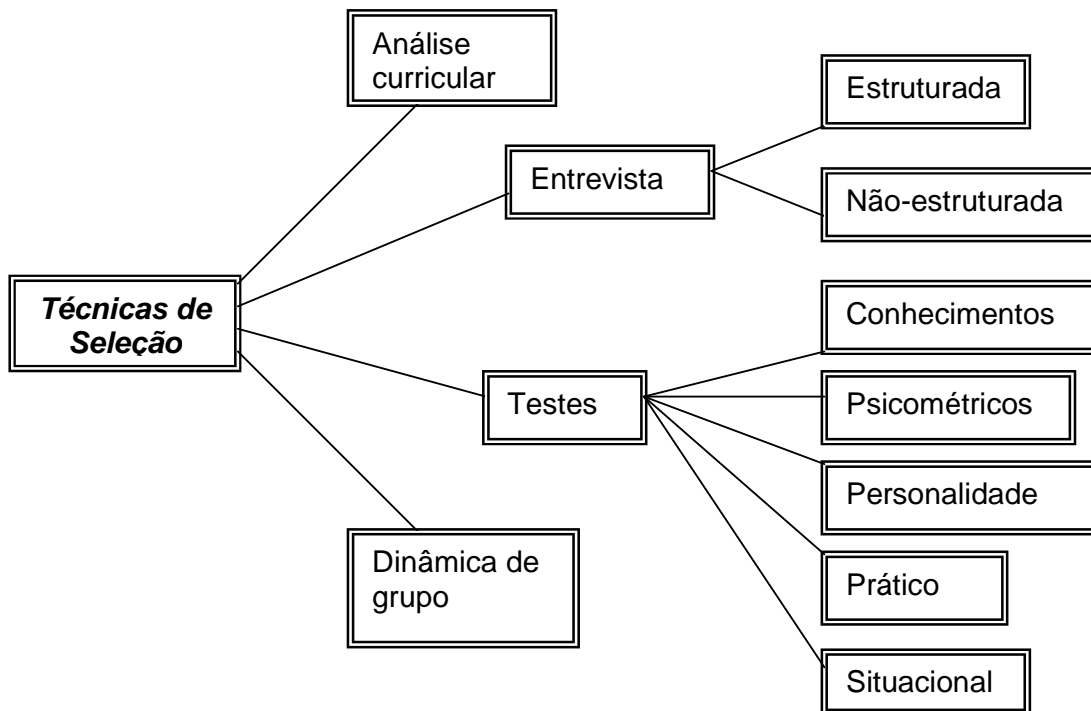 Análise
curricular
Estruturada
Entrevista
Não-estruturada
Técnicas de
Seleção
Conhecimentos
Testes
Psicométricos
Personalidade
Dinâmica de
grupo
Prático
Situacional